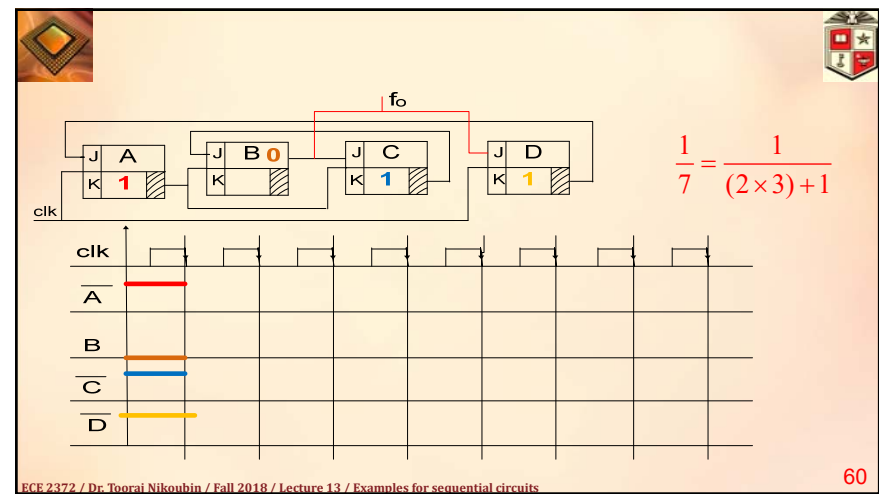 fo
J A J B 0 J C J D
K 1 K K 1 K 1
clk
1/7 = 1/((2×3)+1)
clk
A̅
B
C̅
D̅
ECE 2372 / Dr. Tooraj Nikoubin / Fall 2018 / Lecture 13 / Examples for sequential circuits
60